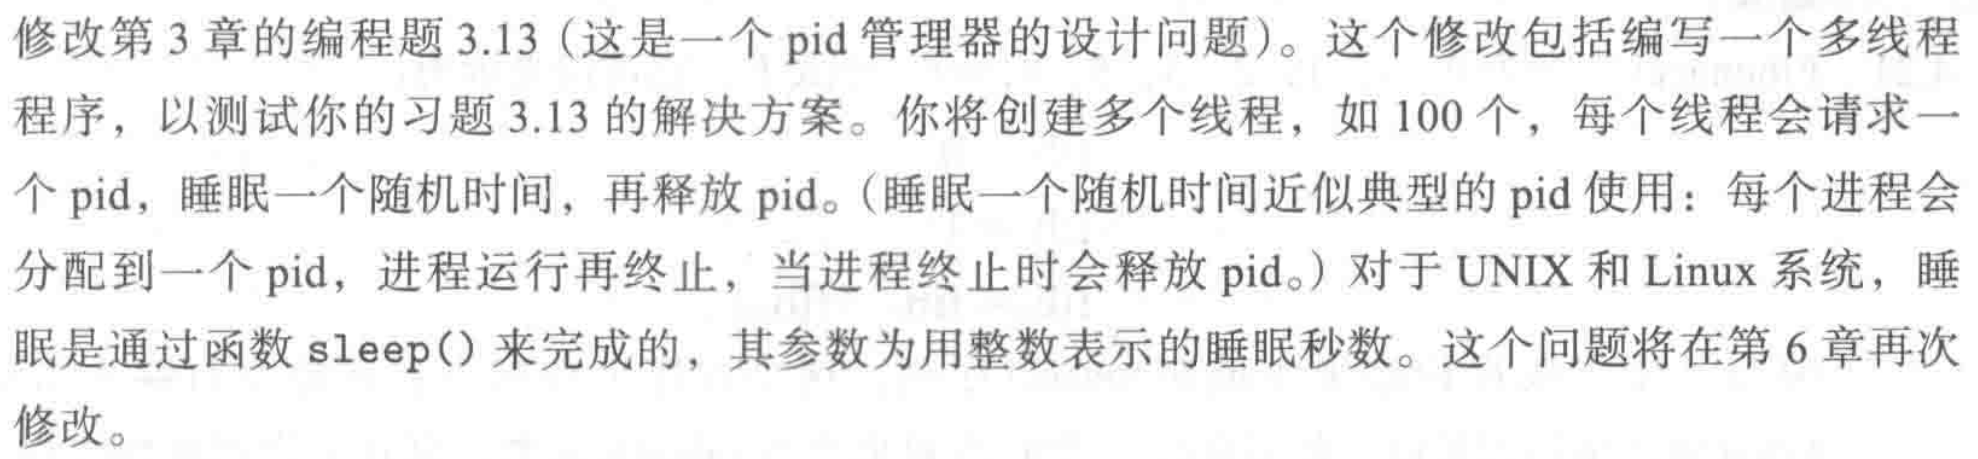 修改第 3 章的编程题 3.13（这是一个 pid 管理器的设计问题）。这个修改包括编写一个多线程
程序，以测试你的习题 3.13 的解决方案。你将创建多个线程，如 100 个，每个线程会请求一
个 pid，睡眠一个随机时间，再释放 pid。（睡眠一个随机时间近似典型的 pid 使用：每个进程会
分配到一个 pid，进程运行再终止，当进程终止时会释放 pid。）对于 UNIX 和 Linux 系统，睡
眠是通过函数 sleep() 来完成的，其参数为用整数表示的睡眠秒数。这个问题将在第 6 章再次
修改。